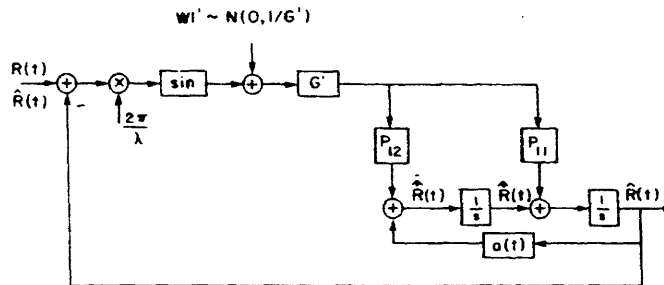 WI' ~ N(0, 1/G')
R(t)
R̂(t)
-
+
×
sin
+
G'
2π/λ
P12
P11
R̂(t)
R̂(t)
R̂(t)
+
1/s
+
1/s
a(t)